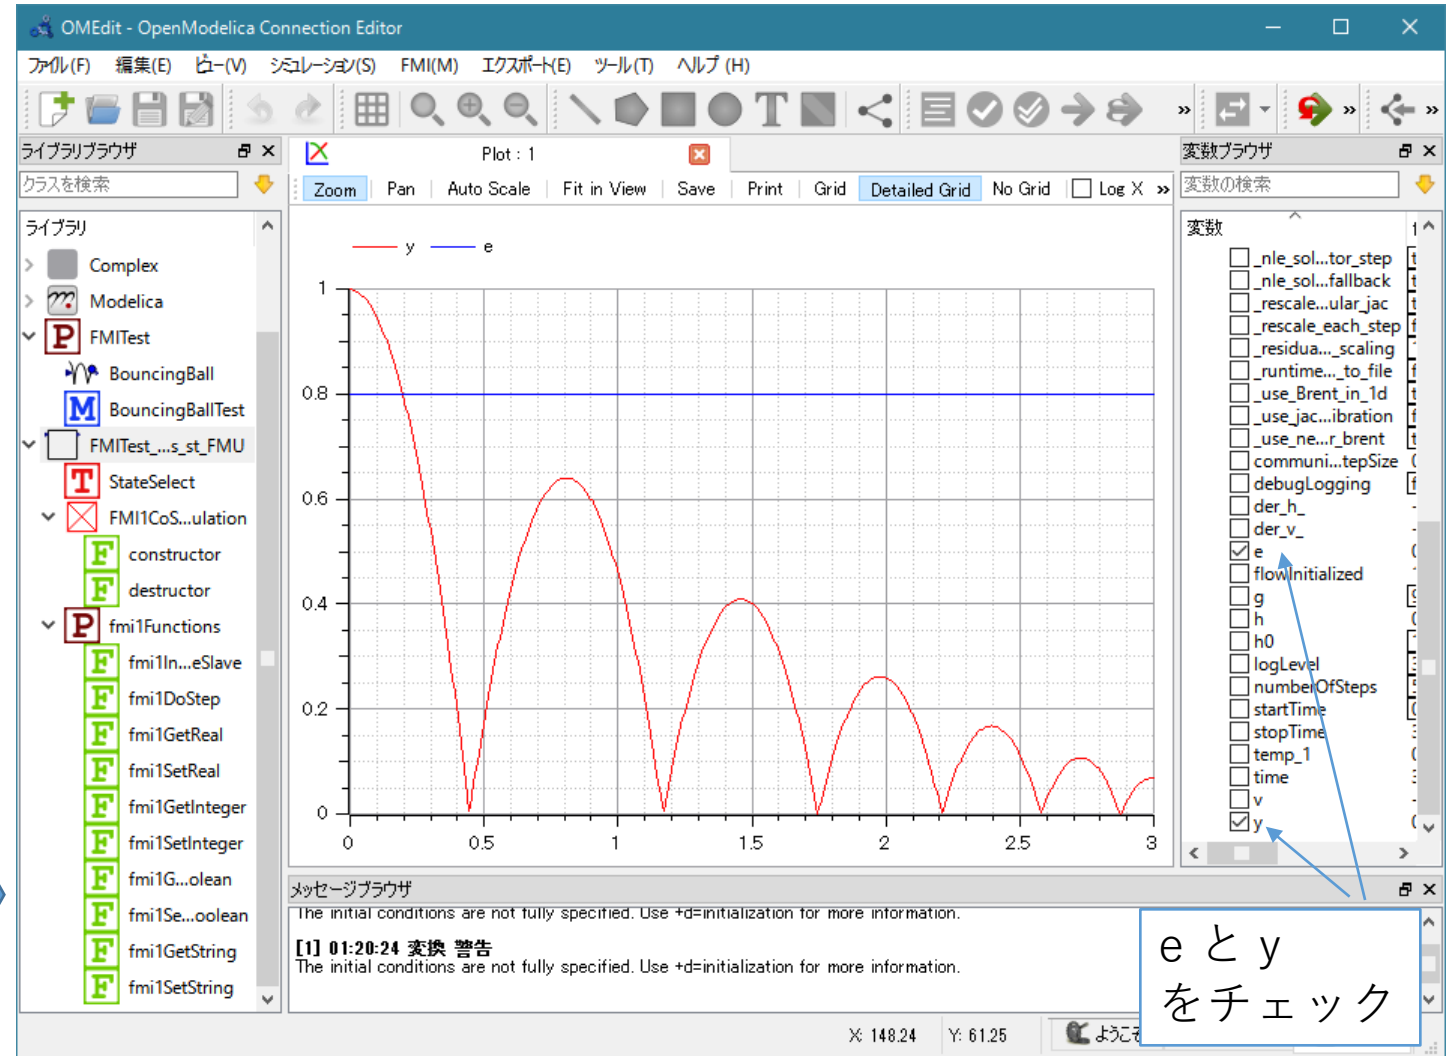 OMEdit - OpenModelica Connection Editor
ファイル(F) 編集(E) ビュー(V) シミュレーション(S) FMI(M) エクスポート(E) ツール(T) ヘルプ (H)
ライブラリブラウザ
クラスを検索
ライブラリ
Complex
Modelica
FMITest
BouncingBall
BouncingBallTest
FMITest_...s_st_FMU
StateSelect
FMI1CoS...ulation
constructor
destructor
fmi1Functions
fmi1In...eSlave
fmi1DoStep
fmi1GetReal
fmi1SetReal
fmi1GetInteger
fmi1SetInteger
fmi1G...olean
fmi1Se...oolean
fmi1GetString
fmi1SetString
Plot : 1
Zoom Pan Auto Scale Fit in View Save Print Grid Detailed Grid No Grid Log X »
y e
1
0.8
0.6
0.4
0.2
0
0 0.5 1 1.5 2 2.5 3
変数ブラウザ
変数の検索
変数
_nle_sol...tor_step
_nle_sol...fallback
_rescale...ular_jac
_rescale_each_step
_residua..._scaling
_runtime..._to_file
_use_Brent_in_1d
_use_jac...ibration
_use_ne...r_brent
communi...tepSize
debugLogging
der_h_
der_v_
e
flowInitialized
g
h
h0
logLevel
numberOfSteps
startTime
stopTime
temp_1
time
v
y
メッセージブラウザ
The initial conditions are not fully specified. Use +d=initialization for more information.
[1] 01:20:24 変換 警告
The initial conditions are not fully specified. Use +d=initialization for more information.
e と y
をチェック
X: 148.24 Y: 61.25 ようこそ